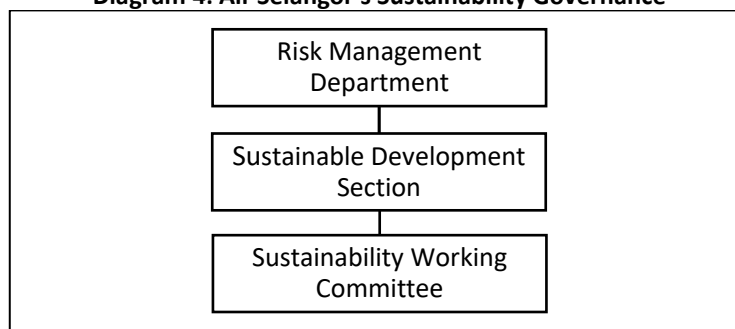 Diagram 4: Air Selangor's Sustainability Governance
Risk Management
Department
Sustainable Development
Section
Sustainability Working
Committee